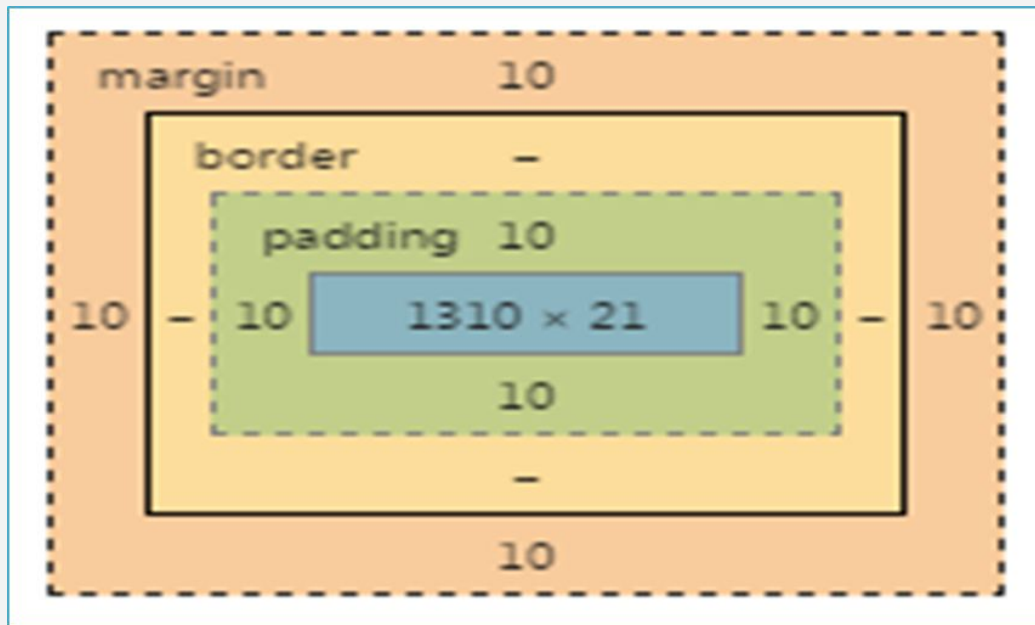 margin 10
border –
padding 10
10 – 10 1310 × 21 10 – 10
10
–
10